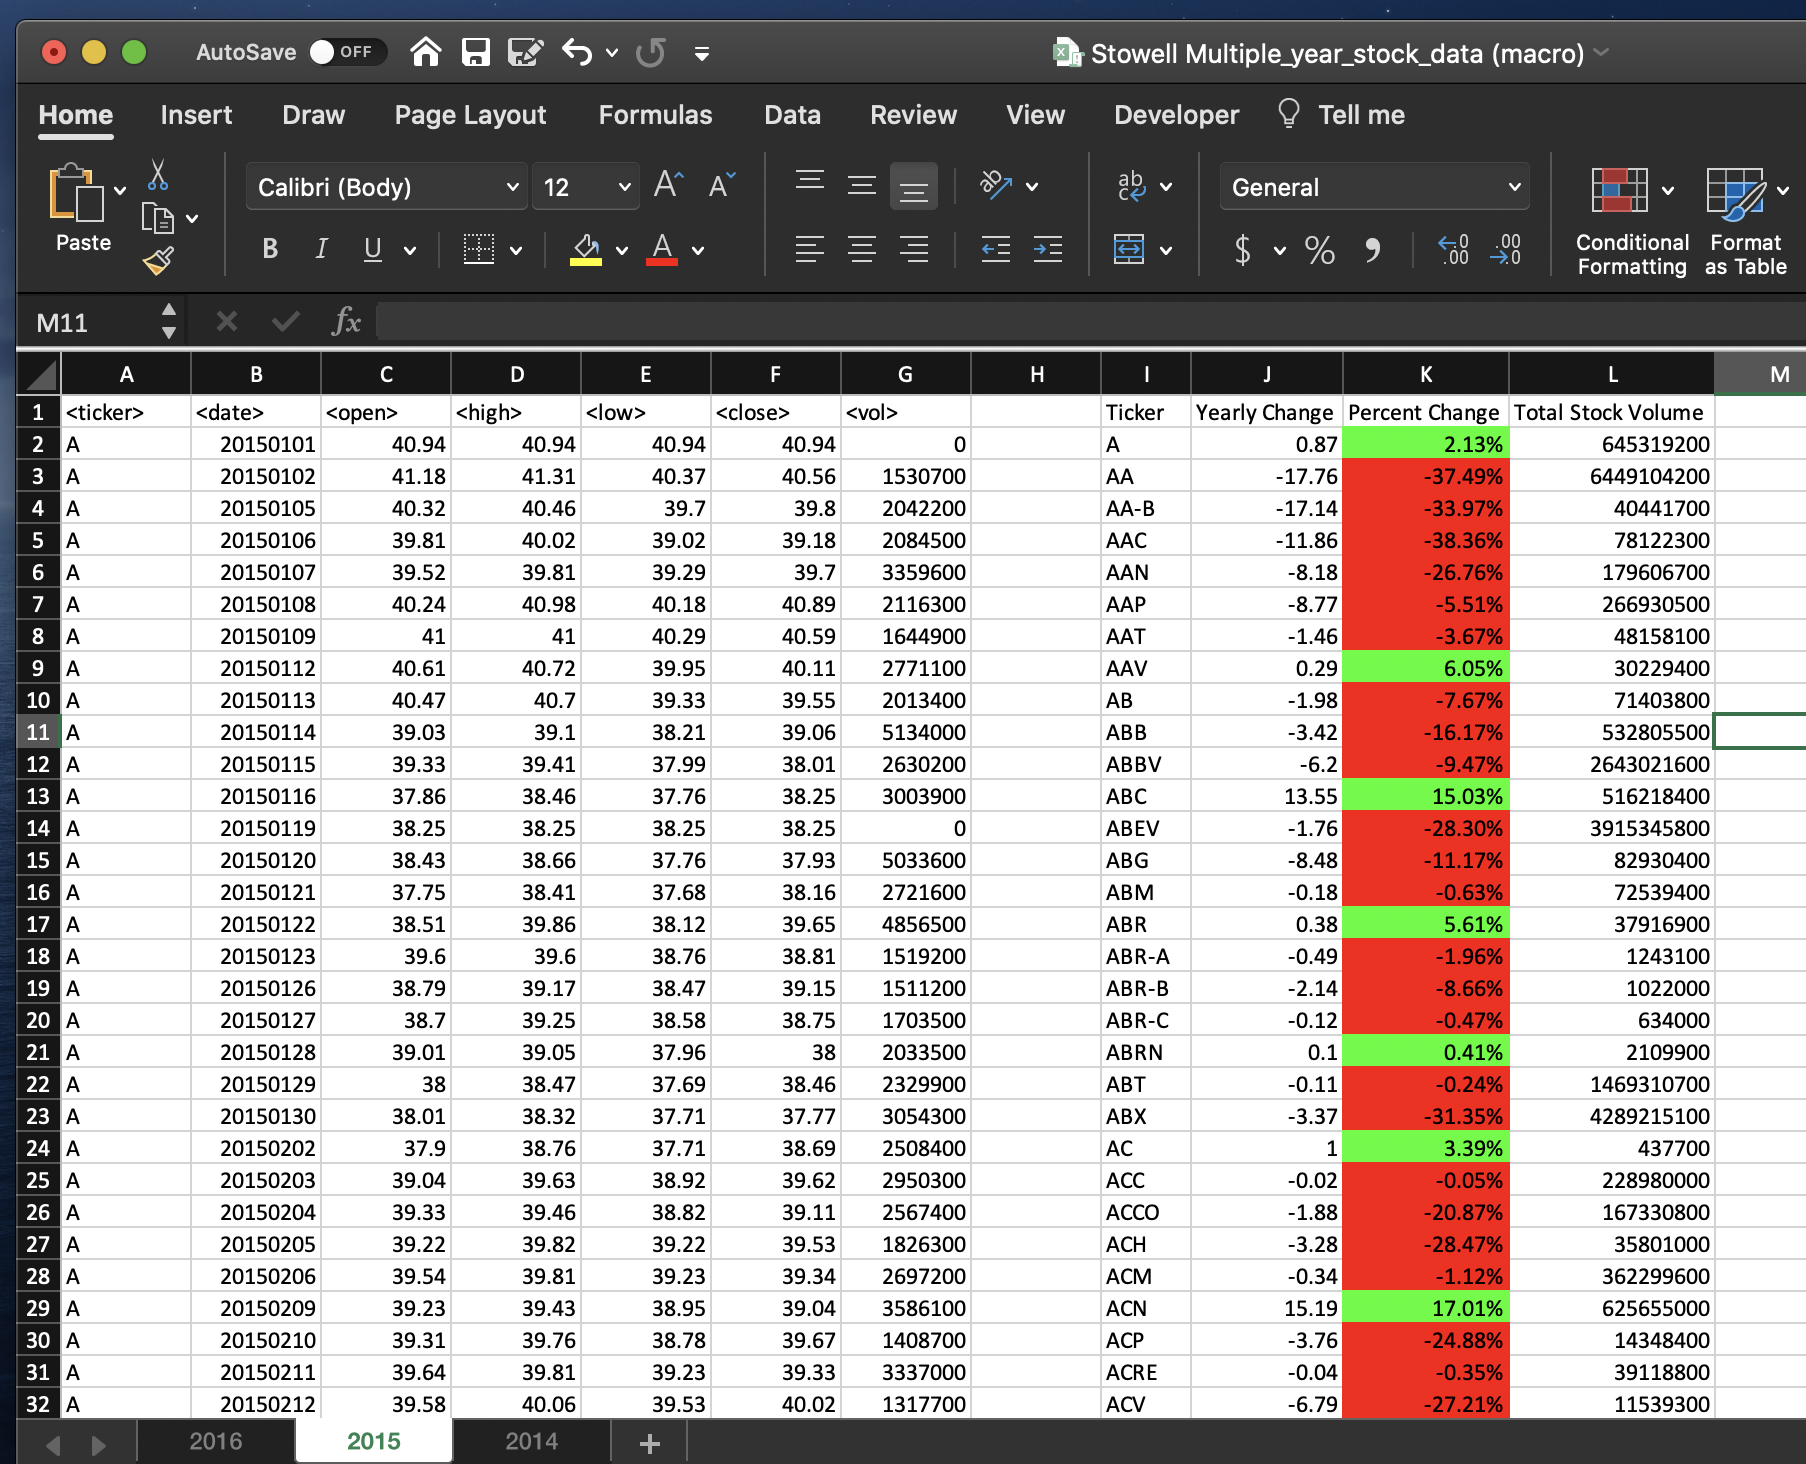 AutoSave OFF Stowell Multiple_year_stock_data (macro)
Home Insert Draw Page Layout Formulas Data Review View Developer Tell me
Paste Calibri (Body) 12 General Conditional Formatting Format as Table
M11 fx
A B C D E F G H I J K L M
1 <ticker> <date> <open> <high> <low> <close> <vol> Ticker Yearly Change Percent Change Total Stock Volume
2 A 20150101 40.94 40.94 40.94 40.94 0 A 0.87 2.13% 645319200
3 A 20150102 41.18 41.31 40.37 40.56 1530700 AA -17.76 -37.49% 6449104200
4 A 20150105 40.32 40.46 39.7 39.8 2042200 AA-B -17.14 -33.97% 40441700
5 A 20150106 39.81 40.02 39.02 39.18 2084500 AAC -11.86 -38.36% 78122300
6 A 20150107 39.52 39.81 39.29 39.7 3359600 AAN -8.18 -26.76% 179606700
7 A 20150108 40.24 40.98 40.18 40.89 2116300 AAP -8.77 -5.51% 266930500
8 A 20150109 41 41 40.29 40.59 1644900 AAT -1.46 -3.67% 48158100
9 A 20150112 40.61 40.72 39.95 40.11 2771100 AAV 0.29 6.05% 30229400
10 A 20150113 40.47 40.7 39.33 39.55 2013400 AB -1.98 -7.67% 71403800
11 A 20150114 39.03 39.1 38.21 39.06 5134000 ABB -3.42 -16.17% 532805500
12 A 20150115 39.33 39.41 37.99 38.01 2630200 ABBV -6.2 -9.47% 2643021600
13 A 20150116 37.86 38.46 37.76 38.25 3003900 ABC 13.55 15.03% 516218400
14 A 20150119 38.25 38.25 38.25 38.25 0 ABEV -1.76 -28.30% 3915345800
15 A 20150120 38.43 38.66 37.76 37.93 5033600 ABG -8.48 -11.17% 82930400
16 A 20150121 37.75 38.41 37.68 38.16 2721600 ABM -0.18 -0.63% 72539400
17 A 20150122 38.51 39.86 38.12 39.65 4856500 ABR 0.38 5.61% 37916900
18 A 20150123 39.6 39.6 38.76 38.81 1519200 ABR-A -0.49 -1.96% 1243100
19 A 20150126 38.79 39.17 38.47 39.15 1511200 ABR-B -2.14 -8.66% 1022000
20 A 20150127 38.7 39.25 38.58 38.75 1703500 ABR-C -0.12 -0.47% 634000
21 A 20150128 39.01 39.05 37.96 38 2033500 ABRN 0.1 0.41% 2109900
22 A 20150129 38 38.47 37.69 38.46 2329900 ABT -0.11 -0.24% 1469310700
23 A 20150130 38.01 38.32 37.71 37.77 3054300 ABX -3.37 -31.35% 4289215100
24 A 20150202 37.9 38.76 37.71 38.69 2508400 AC 1 3.39% 437700
25 A 20150203 39.04 39.63 38.92 39.62 2950300 ACC -0.02 -0.05% 228980000
26 A 20150204 39.33 39.46 38.82 39.11 2567400 ACCO -1.88 -20.87% 167330800
27 A 20150205 39.22 39.82 39.22 39.53 1826300 ACH -3.28 -28.47% 35801000
28 A 20150206 39.54 39.81 39.23 39.34 2697200 ACM -0.34 -1.12% 362299600
29 A 20150209 39.23 39.43 38.95 39.04 3586100 ACN 15.19 17.01% 625655000
30 A 20150210 39.31 39.76 38.78 39.67 1408700 ACP -3.76 -24.88% 14348400
31 A 20150211 39.64 39.81 39.23 39.33 3337000 ACRE -0.04 -0.35% 39118800
32 A 20150212 39.58 40.06 39.53 40.02 1317700 ACV -6.79 -27.21% 11539300
2016 2015 2014 +